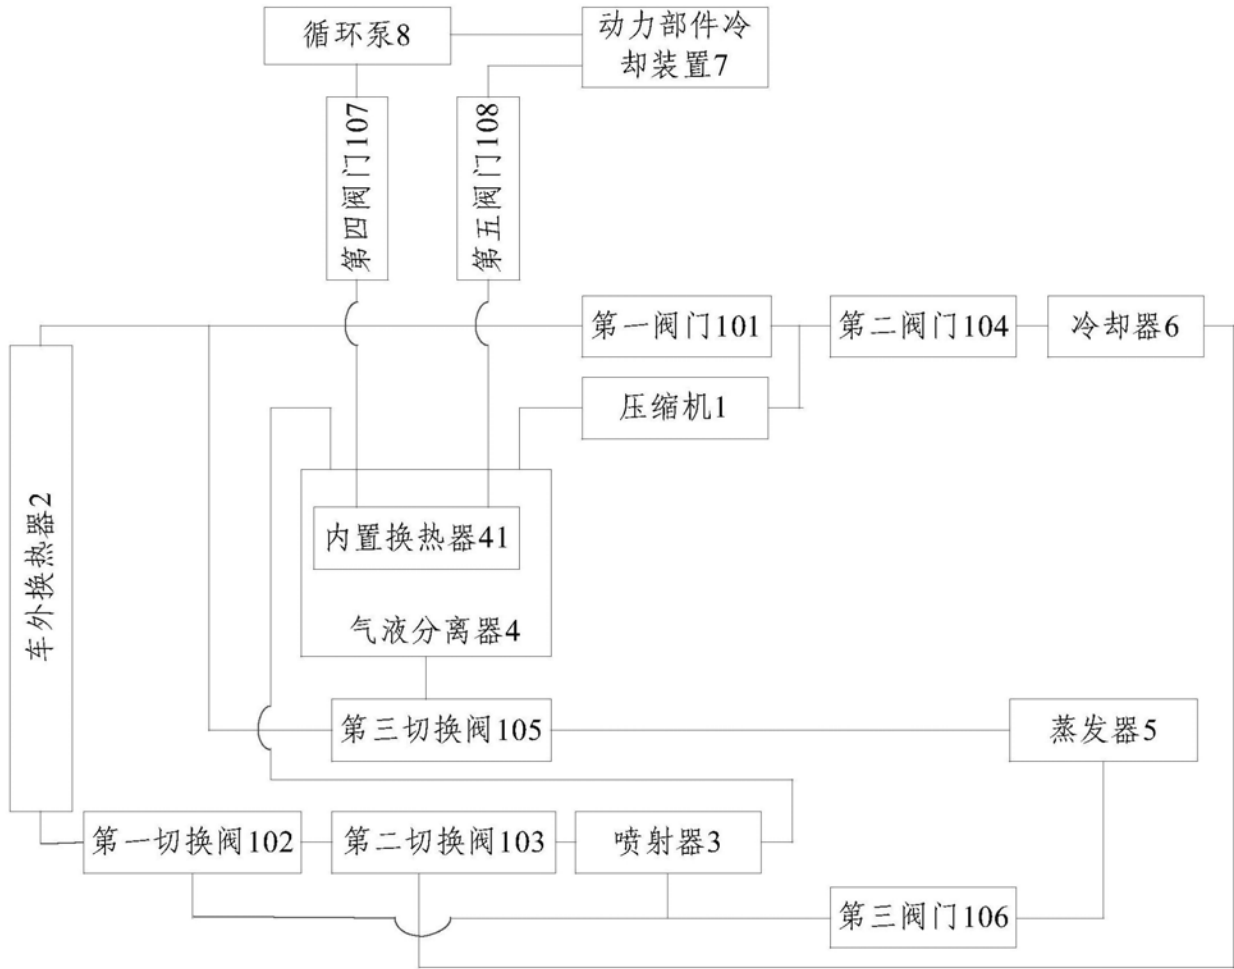 循环泵8
动力部件冷
却装置7
第四阀门107
第五阀门108
第一阀门101
第二阀门104
冷却器6
压缩机1
车外换热器2
内置换热器41
气液分离器4
第三切换阀105
蒸发器5
第一切换阀102
第二切换阀103
喷射器3
第三阀门106